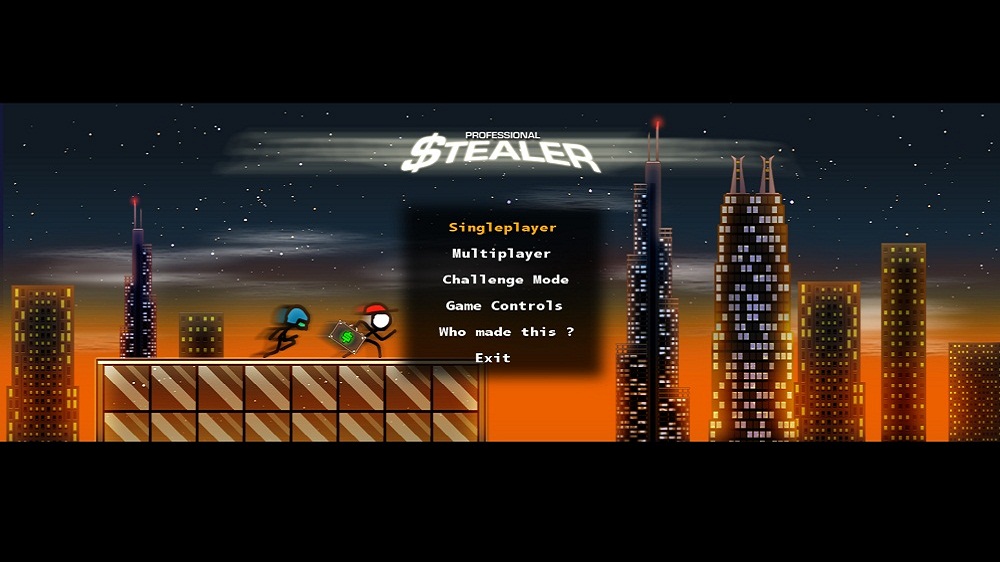 PROFESSIONAL
$TEALER
Singleplayer
Multiplayer
Challenge Mode
Game Controls
Who made this ?
Exit
$